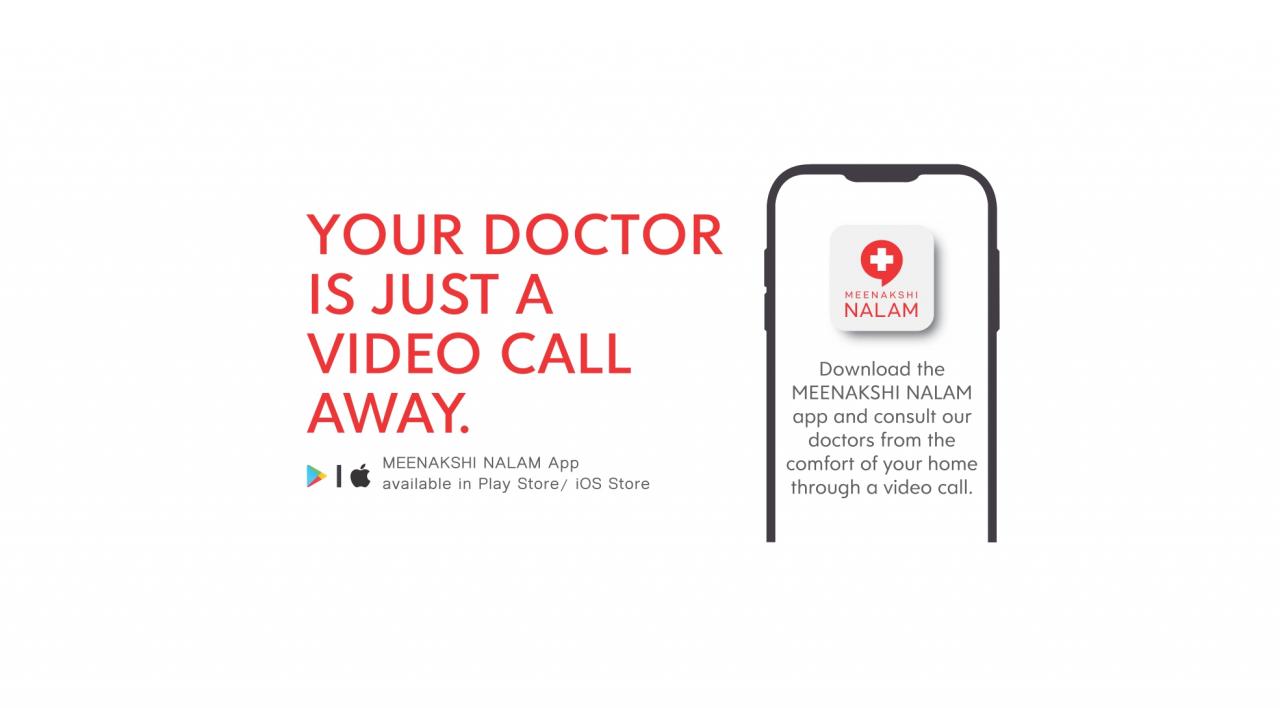 YOUR DOCTOR
IS JUST A
VIDEO CALL
AWAY.
MEENAKSHI NALAM App
available in Play Store/ iOS Store
MEENAKSHI
NALAM
Download the
MEENAKSHI NALAM
app and consult our
doctors from the
comfort of your home
through a video call.